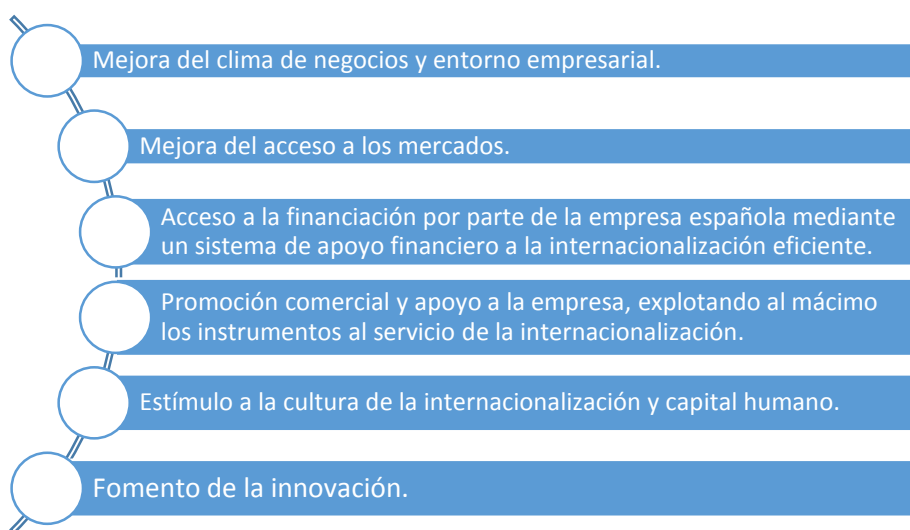 Mejora del clima de negocios y entorno empresarial.
Mejora del acceso a los mercados.
Acceso a la financiación por parte de la empresa española mediante
un sistema de apoyo financiero a la internacionalización eficiente.
Promoción comercial y apoyo a la empresa, explotando al mácimo
los instrumentos al servicio de la internacionalización.
Estímulo a la cultura de la internacionalización y capital humano.
Fomento de la innovación.